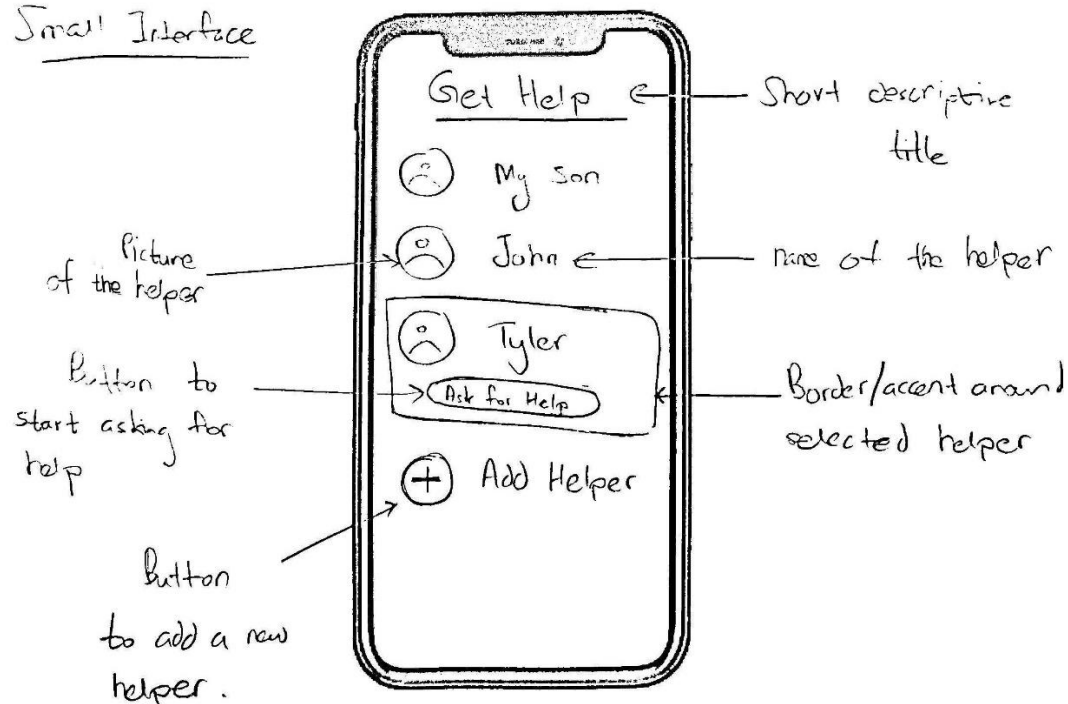 Small Interface
Get Help
Short descriptive
title
My son
Picture
of the helper
John
name of the helper
Tyler
Button to
start asking for
help
Ask for Help
Border/accent around
selected helper
Add Helper
Button
to add a new
helper.